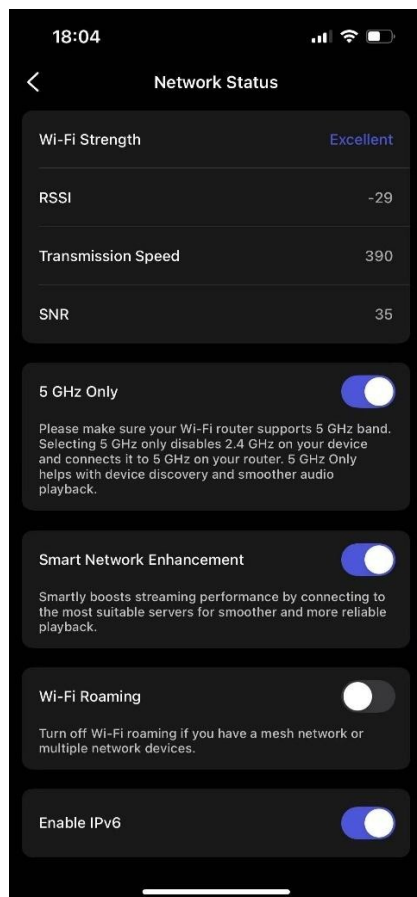 18:04
Network Status
Wi-Fi Strength Excellent
RSSI -29
Transmission Speed 390
SNR 35
5 GHz Only
Please make sure your Wi-Fi router supports 5 GHz band.
Selecting 5 GHz only disables 2.4 GHz on your device
and connects it to 5 GHz on your router. 5 GHz Only
helps with device discovery and smoother audio
playback.
Smart Network Enhancement
Smartly boosts streaming performance by connecting to
the most suitable servers for smoother and more reliable
playback.
Wi-Fi Roaming
Turn off Wi-Fi roaming if you have a mesh network or
multiple network devices.
Enable IPv6